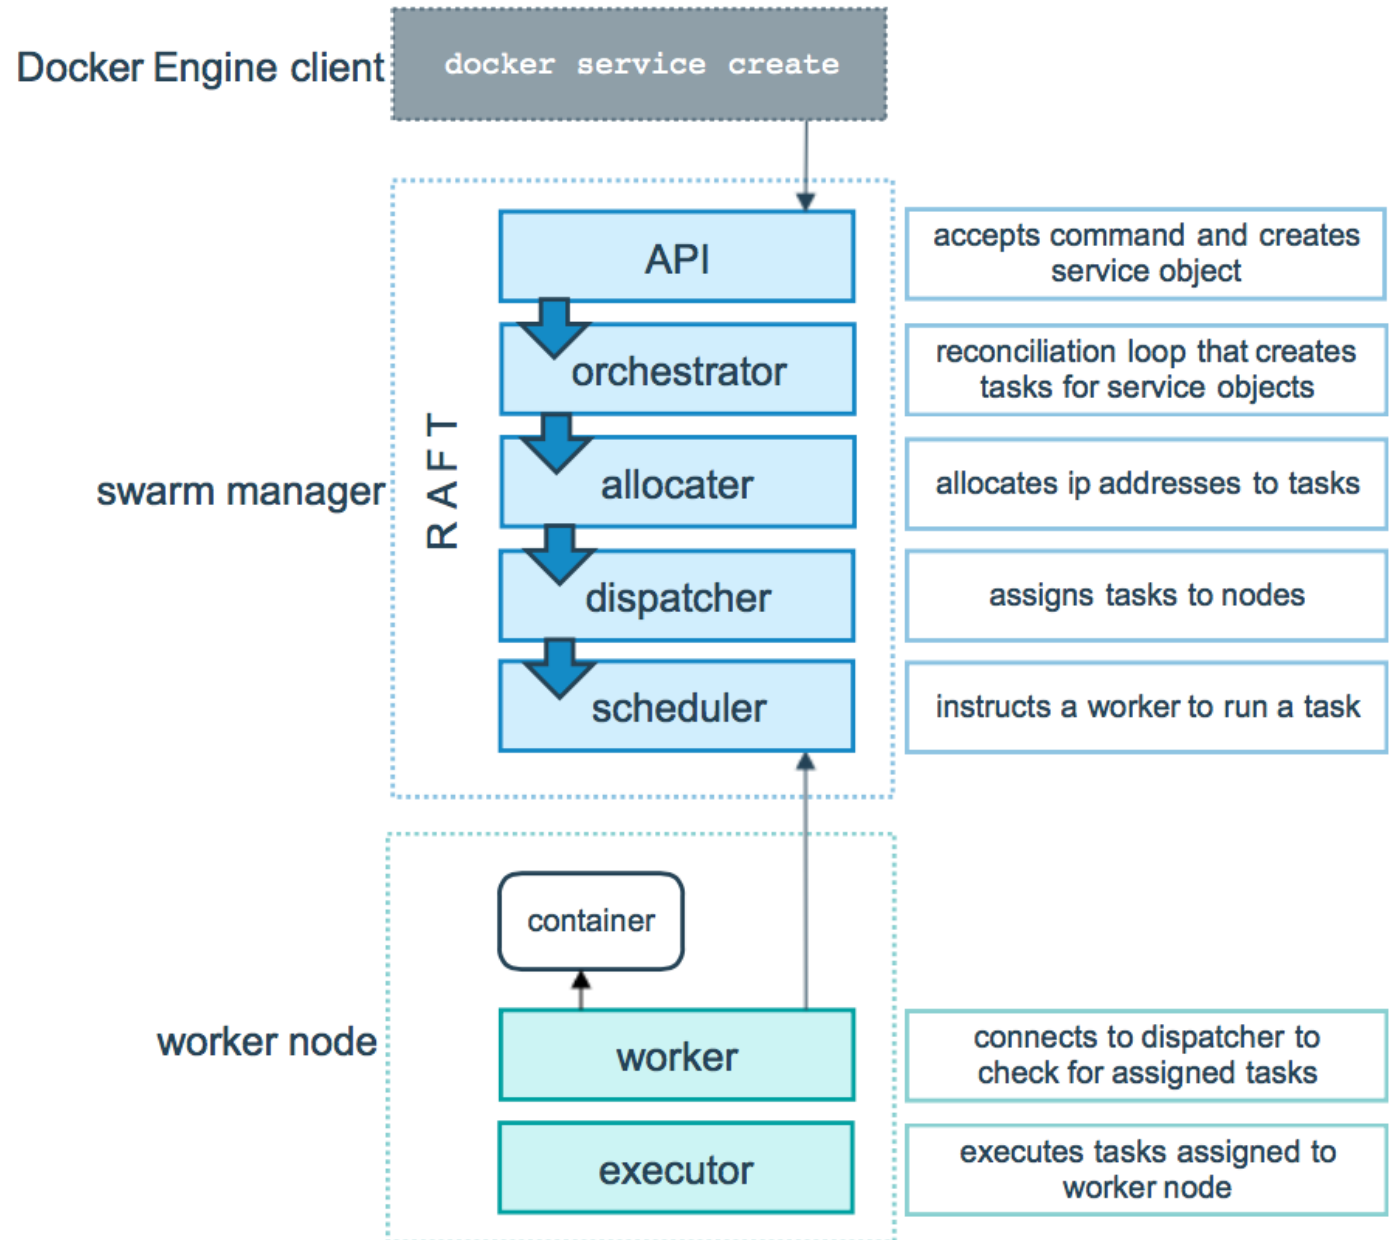 Docker Engine client
docker service create
API
accepts command and creates
service object
orchestrator
reconciliation loop that creates
tasks for service objects
swarm manager
RAFT
allocater
allocates ip addresses to tasks
dispatcher
assigns tasks to nodes
scheduler
instructs a worker to run a task
container
worker node
worker
connects to dispatcher to
check for assigned tasks
executor
executes tasks assigned to
worker node